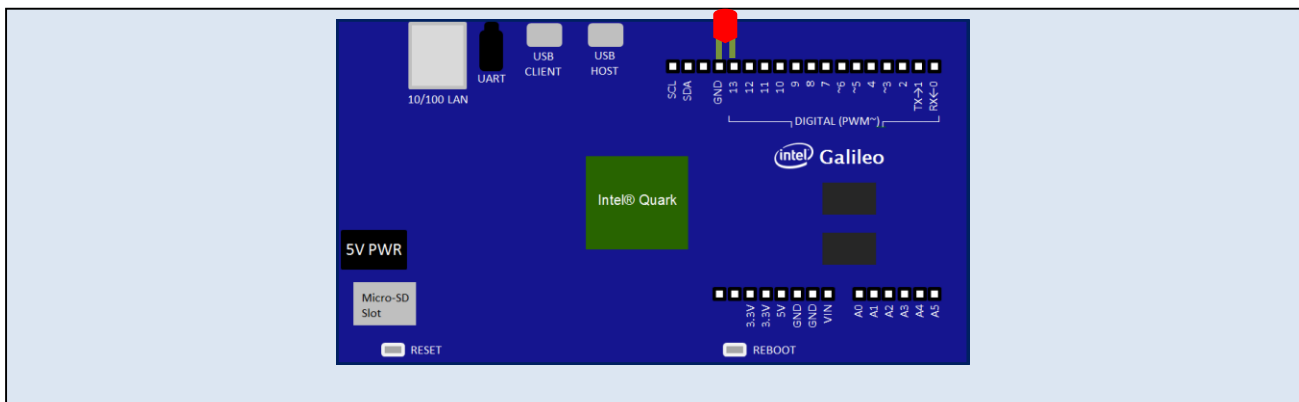 UART
USB
CLIENT
USB
HOST
10/100 LAN
SCL
SDA
GND
13
12
11
10
9
8
7
~6
~5
4
~3
2
TX→1
RX←0
DIGITAL (PWM~)
intel Galileo
Intel® Quark
5V PWR
Micro-SD
Slot
3.3V
3.3V
5V
GND
GND
VIN
A0
A1
A2
A3
A4
A5
RESET
REBOOT